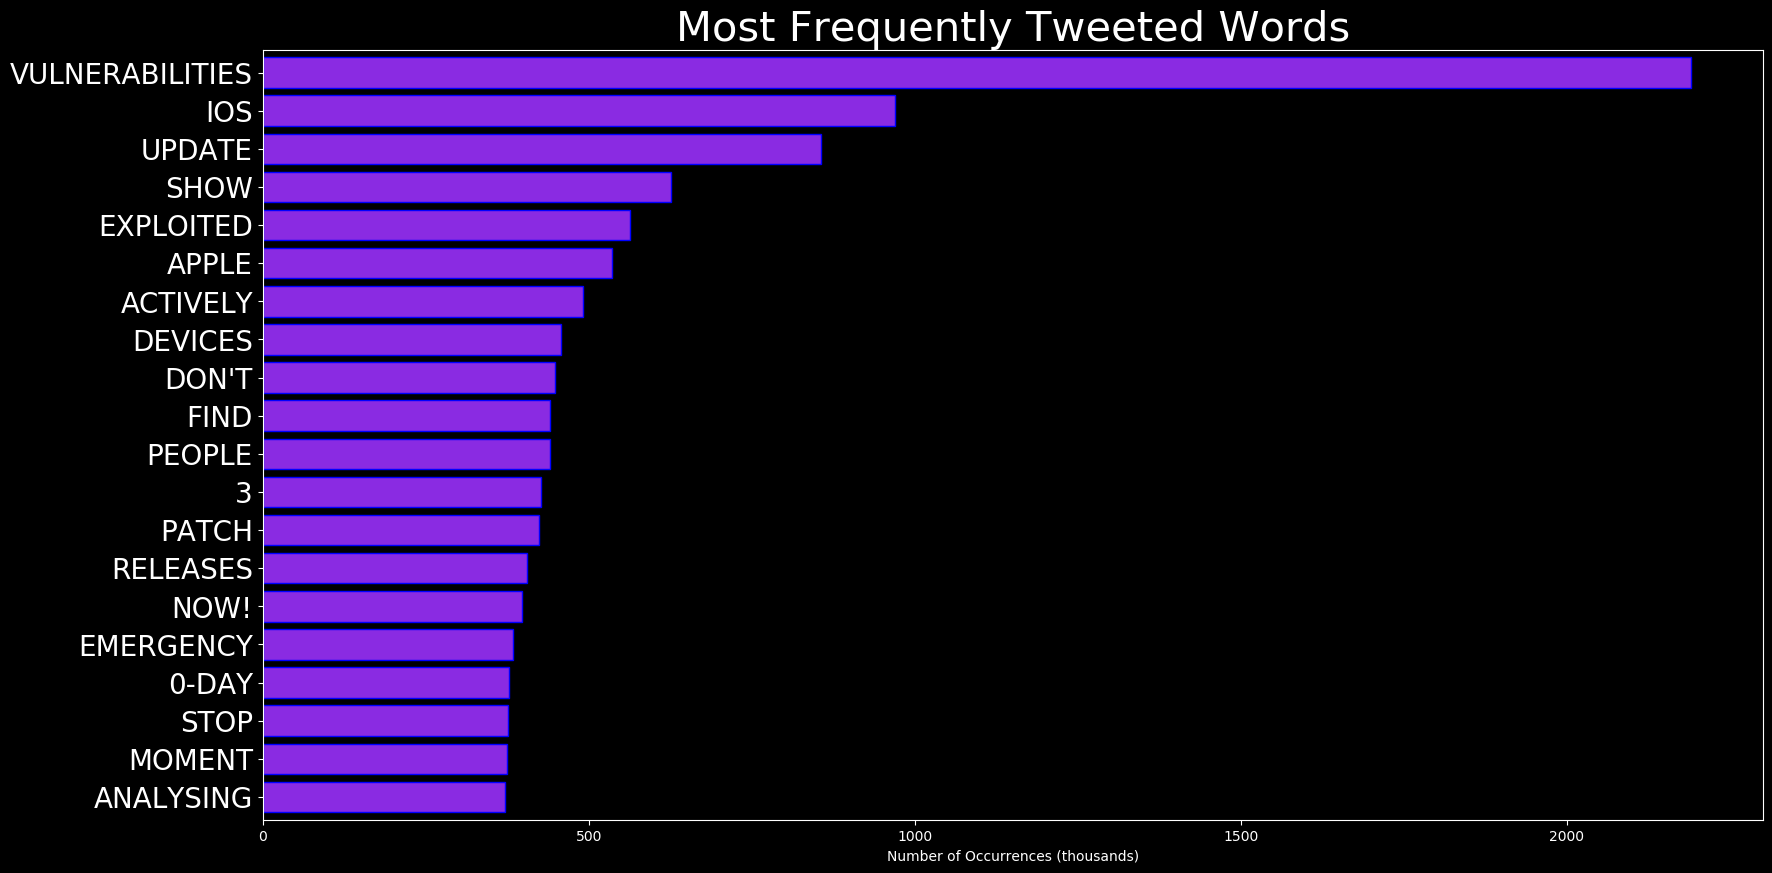 Most Frequently Tweeted Words
VULNERABILITIES
IOS
UPDATE
SHOW
EXPLOITED
APPLE
ACTIVELY
DEVICES
DON'T
FIND
PEOPLE
3
PATCH
RELEASES
NOW!
EMERGENCY
0-DAY
STOP
MOMENT
ANALYSING
0 500 1000 1500 2000
Number of Occurrences (thousands)